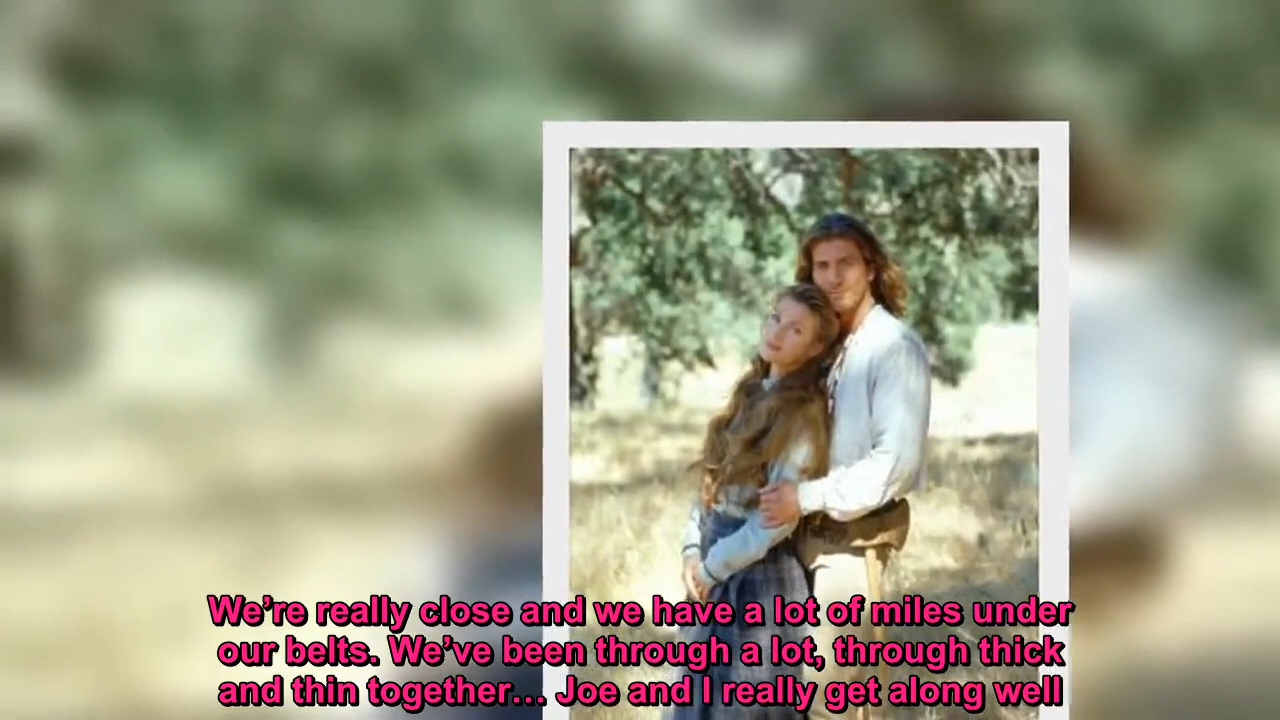 We’re really close and we have a lot of miles under
our belts. We’ve been through a lot, through thick
and thin together… Joe and I really get along well